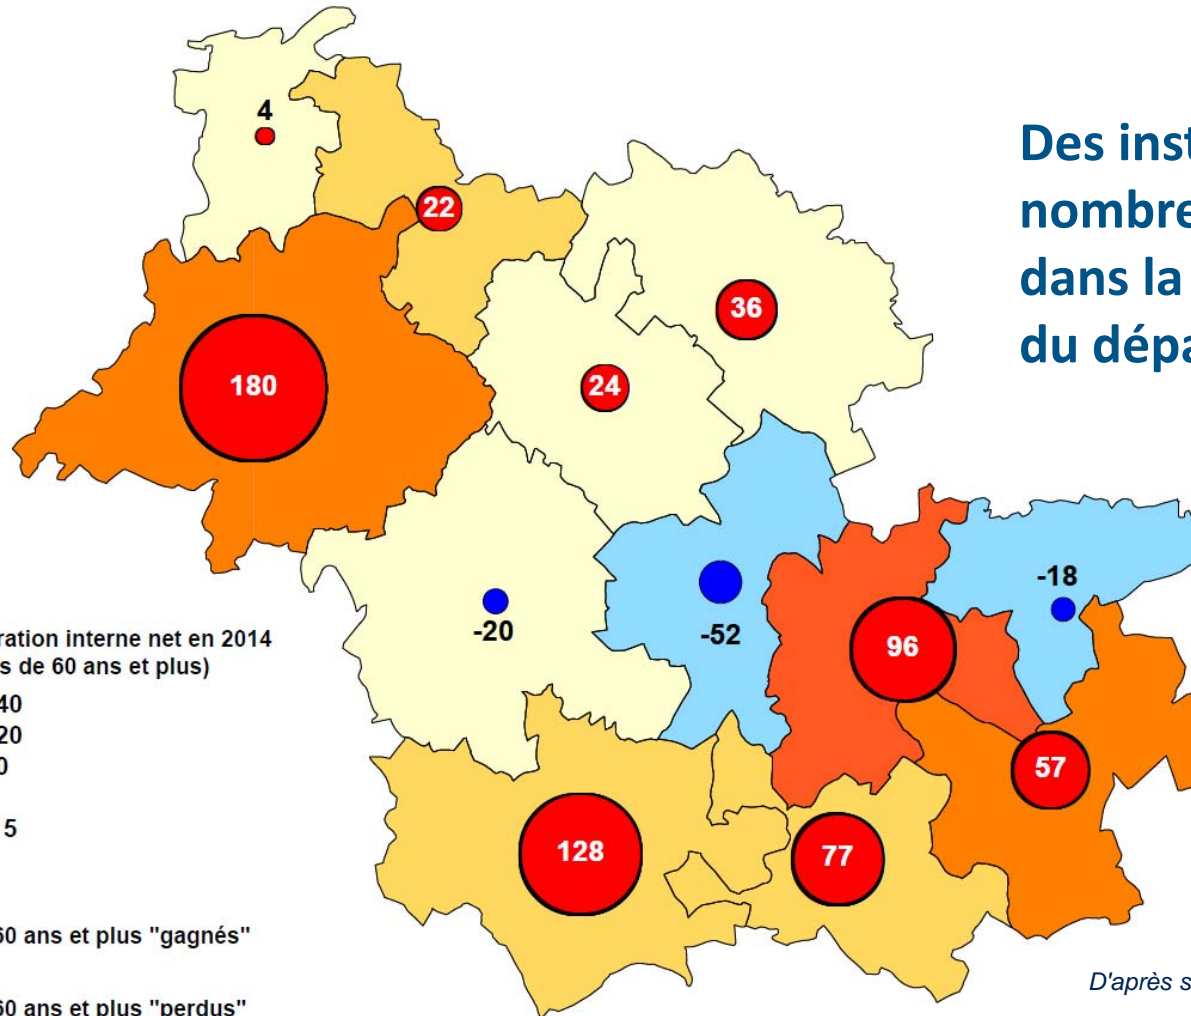 4
Des inst
nombre
dans la
du dépa
22
36
180
24
-18
-20
-52
96
ration interne net en 2014
s de 60 ans et plus)
40
20
0
57
5
128
77
60 ans et plus "gagnés"
D'après s
60 ans et plus "perdus"